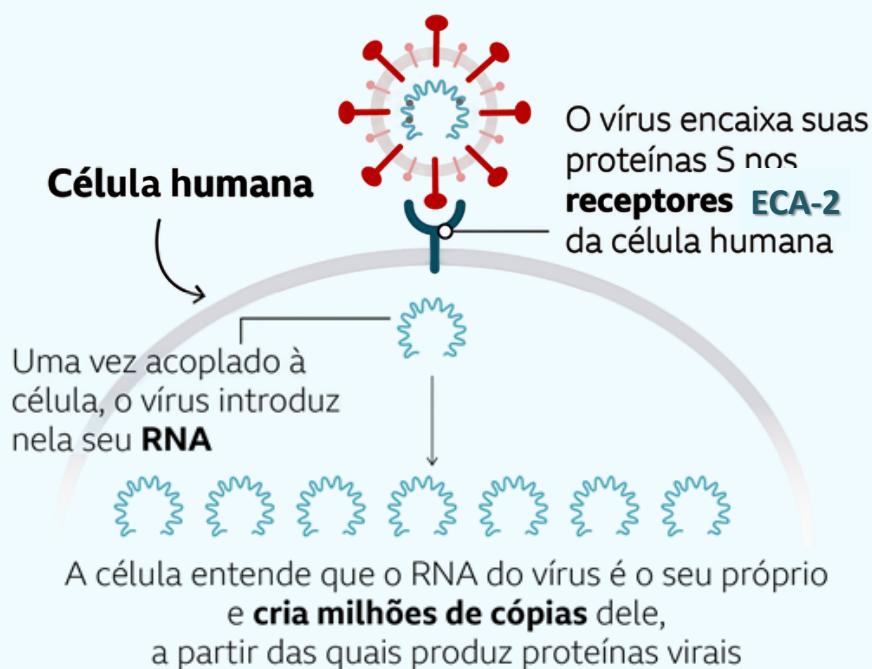 O vírus encaixa suas
proteínas S nos
receptores ECA-2
da célula humana
Célula humana
Uma vez acoplado à
célula, o vírus introduz
nela seu RNA
A célula entende que o RNA do vírus é o seu próprio
e cria milhões de cópias dele,
a partir das quais produz proteínas virais